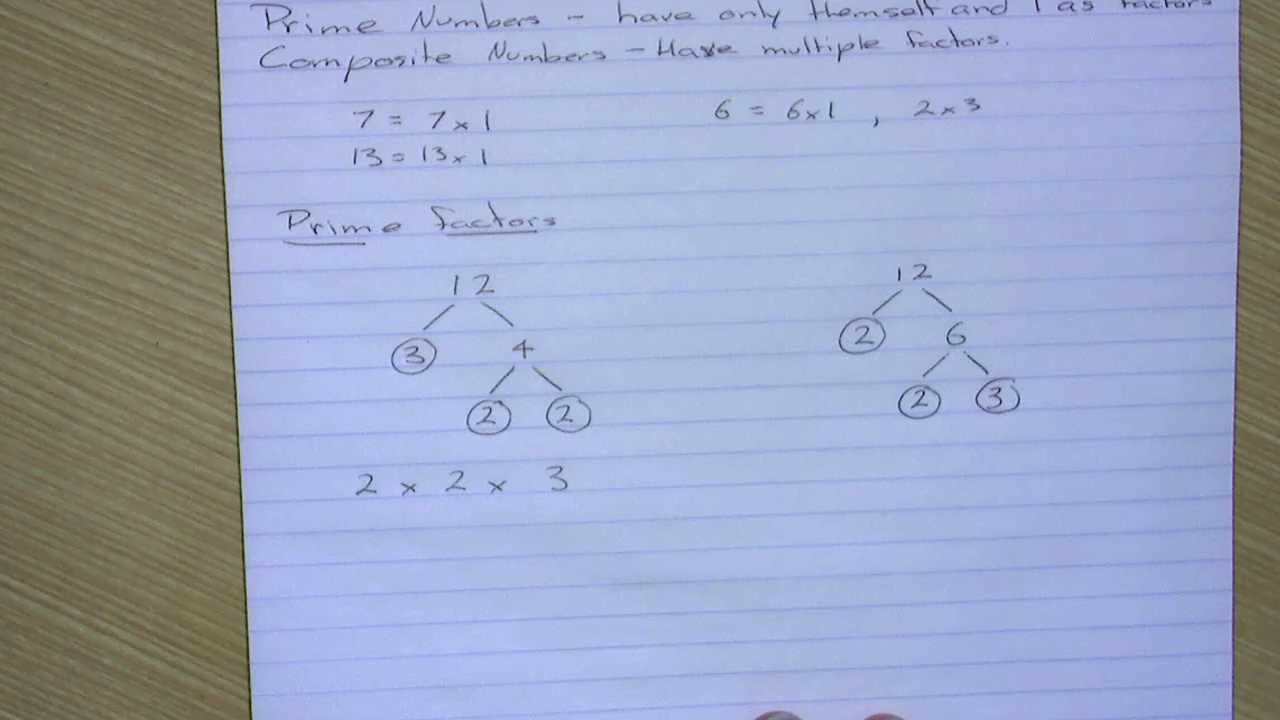 Prime Numbers - have only themself and 1 as factors
Composite Numbers - Have multiple factors.
7 = 7 x 1
6 = 6 x 1 , 2 x 3
13 = 13 x 1
Prime factors
12
12
3 4
2 6
2 2
2 3
2 x 2 x 3